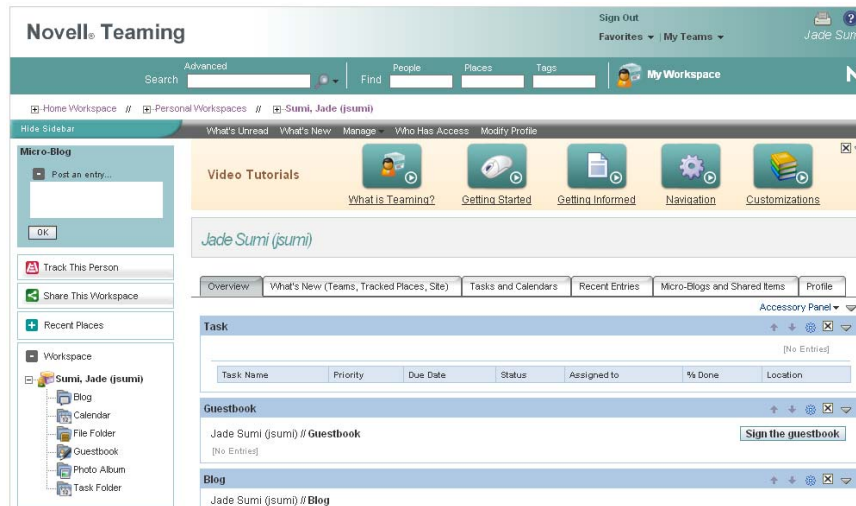 Novell® Teaming
Sign Out
Favorites My Teams
Jade Sum
Advanced
Search
Find
People
Places
Tags
My Workspace
N
Home Workspace // Personal Workspaces // Sumi, Jade (jsumi)
Hide Sidebar
What's Unread What's New Manage Who Has Access Modify Profile
Micro-Blog
Post an entry...
OK
Track This Person
Share This Workspace
Recent Places
Workspace
Sumi, Jade (jsumi)
Blog
Calendar
File Folder
Guestbook
Photo Album
Task Folder
Video Tutorials
What is Teaming?
Getting Started
Getting Informed
Navigation
Customizations
Jade Sumi (jsumi)
Overview What's New (Teams, Tracked Places, Site) Tasks and Calendars Recent Entries Micro-Blogs and Shared Items Profile
Accessory Panel
Task
[No Entries]
Task Name Priority Due Date Status Assigned to % Done Location
Guestbook
Jade Sumi (jsumi) // Guestbook
Sign the guestbook
[No Entries]
Blog
Jade Sumi (jsumi) // Blog